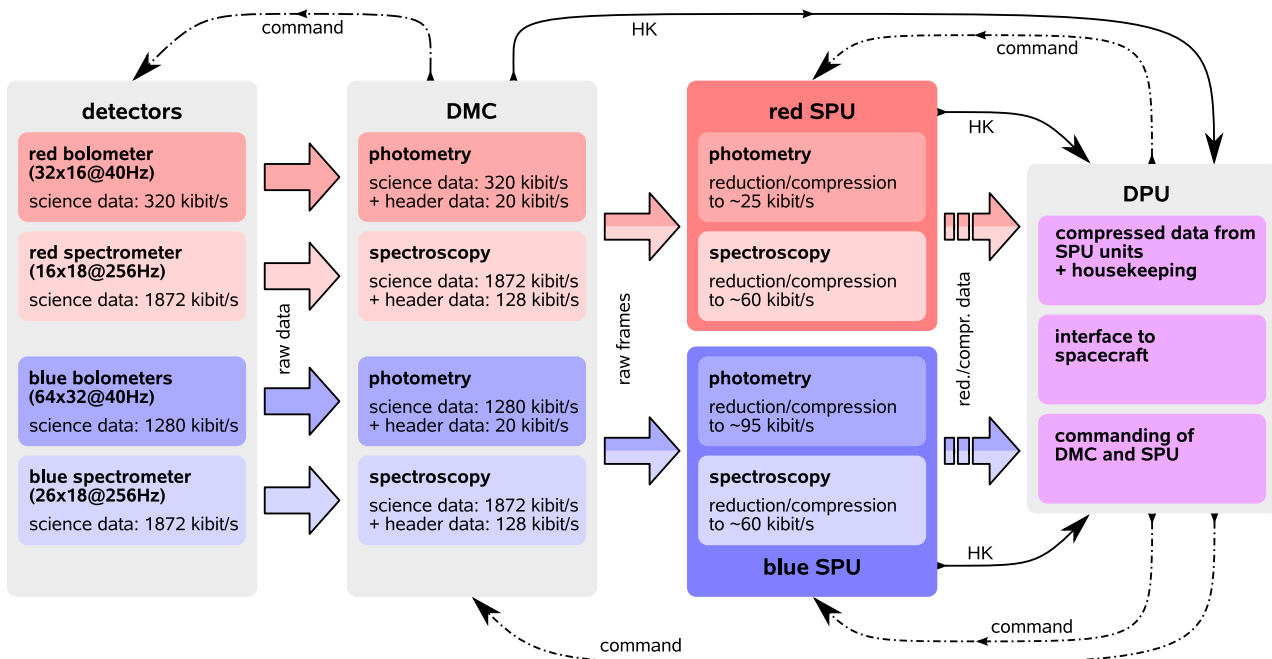 command
HK
command
detectors
red bolometer
(32x16@40Hz)
science data: 320 kibit/s
red spectrometer
(16x18@256Hz)
science data: 1872 kibit/s
blue bolometers
(64x32@40Hz)
science data: 1280 kibit/s
blue spectrometer
(26x18@256Hz)
science data: 1872 kibit/s
raw data
DMC
photometry
science data: 320 kibit/s
+ header data: 20 kibit/s
spectroscopy
science data: 1872 kibit/s
+ header data: 128 kibit/s
photometry
science data: 1280 kibit/s
+ header data: 20 kibit/s
spectroscopy
science data: 1872 kibit/s
+ header data: 128 kibit/s
raw frames
red SPU
photometry
reduction/compression
to ~25 kibit/s
spectroscopy
reduction/compression
to ~60 kibit/s
photometry
reduction/compression
to ~95 kibit/s
spectroscopy
reduction/compression
to ~60 kibit/s
blue SPU
HK
red./compr. data
HK
DPU
compressed data from
SPU units
+ housekeeping
interface to
spacecraft
commanding of
DMC and SPU
command
command